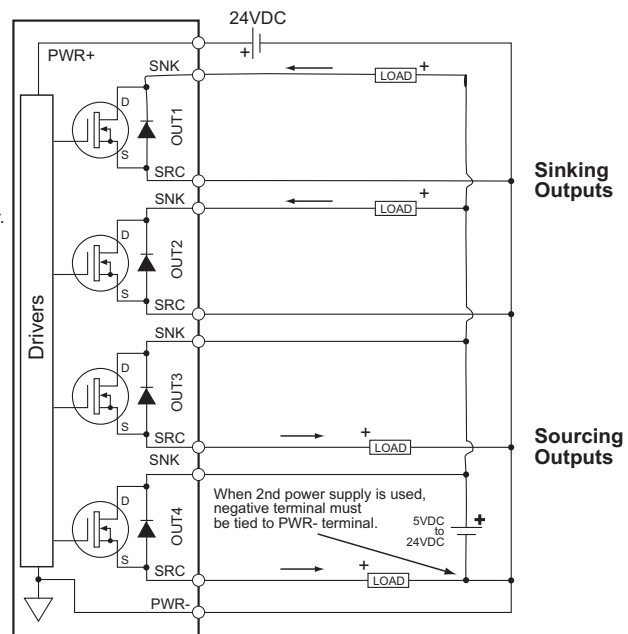 24VDC
+
PWR+
SNK
LOAD +
D
OUT1
S
SRC
Sinking
Outputs
SNK
LOAD +
D
OUT2
S
SRC
Drivers
SNK
D
OUT3
S
SRC
+
LOAD
Sourcing
Outputs
SNK
When 2nd power supply is used,
negative terminal must
be tied to PWR- terminal.
D
OUT4
S
5VDC
to
24VDC
+
SRC
+
LOAD
PWR-